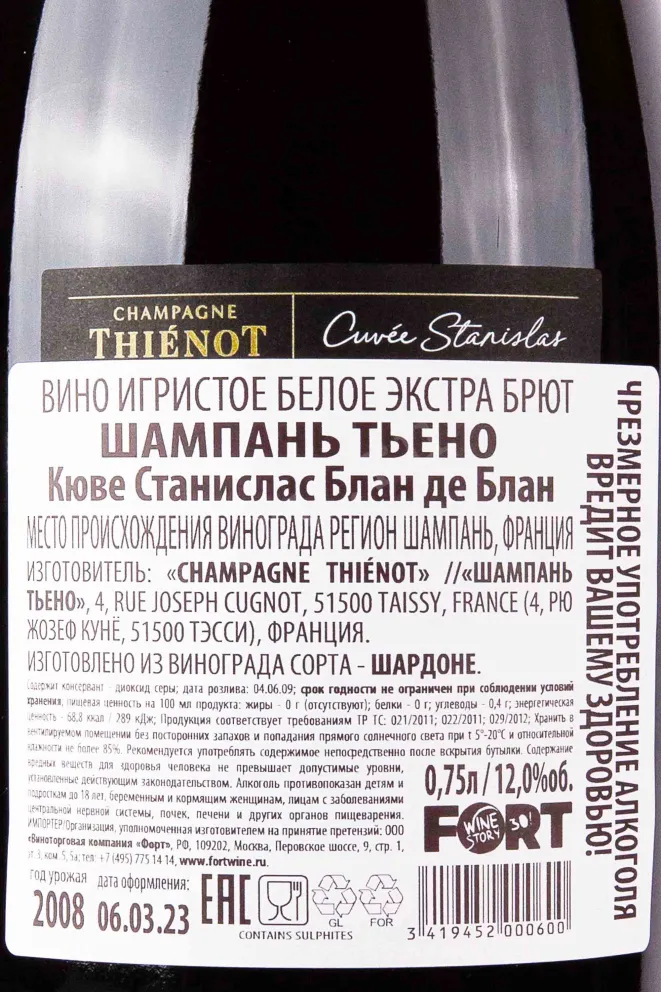 CHAMPAGNE
THIÉNOT
Cuvée Stanislas
ВИНО ИГРИСТОЕ БЕЛОЕ ЭКСТРА БРЮТ
ШАМПАНЬ ТЬЕНО
Кюве Станислас Блан де Блан
МЕСТО ПРОИСХОЖДЕНИЯ ВИНОГРАДА РЕГИОН ШАМПАНЬ, ФРАНЦИЯ
ИЗГОТОВИТЕЛЬ: «CHAMPAGNE THIÉNOT» //«ШАМПАНЬ
ТЬЕНО», 4, RUE JOSEPH CUGNOT, 51500 TAISSY, FRANCE (4, РЮ
ЖОЗЕФ КУНЁ, 51500 ТЭССИ), ФРАНЦИЯ.
ИЗГОТОВЛЕНО ИЗ ВИНОГРАДА СОРТА - ШАРДОНЕ.
Содержит консервант - диоксид серы; дата розлива: 04.06.09; срок годности не ограничен при соблюдении условий
хранения, пищевая ценность на 100 мл продукта: жиры - 0 г (отсутствуют); белки - 0 г; углеводы - 0,4 г; энергетическая
ценность - 68,8 ккал / 289 кДж; Продукция соответствует требованиям ТР ТС: 021/2011; 022/2011; 029/2012; Хранить в
вентилируемом помещении без посторонних запахов и попадания прямого солнечного света при t 5°-20°С и относительной
влажности не более 85%. Рекомендуется употреблять содержимое непосредственно после вскрытия бутылки. Содержание
вредных веществ для здоровья человека не превышает допустимые уровни,
установленные действующим законодательством. Алкоголь противопоказан детям и
подросткам до 18 лет, беременным и кормящим женщинам, лицам с заболеваниями
центральной нервной системы, почек, печени и других органов пищеварения.
ИМПОРТЕР/Организация, уполномоченная изготовителем на принятие претензий: ООО
«Виноторговая компания «Форт», РФ, 109202, Москва, Перовское шоссе, 9, стр. 1,
эт. 3, ком. 5, 5а; тел: +7 (495) 775 14 14, www.fortwine.ru.
0,75л / 12,0%об.
FORT
WINE
STORY
30!
год урожая дата оформления:
2008 06.03.23
EAC
GL
FOR
CONTAINS SULPHITES
3 419452 000600
ЧРЕЗМЕРНОЕ УПОТРЕБЛЕНИЕ АЛКОГОЛЯ
ВРЕДИТ ВАШЕМУ ЗДОРОВЬЮ!